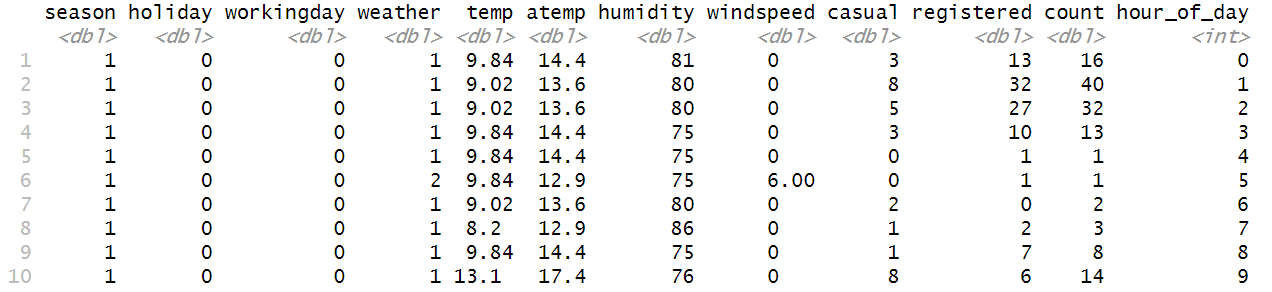 season holiday workingday weather temp atemp humidity windspeed casual registered count hour_of_day
<dbl> <dbl> <dbl> <dbl> <dbl> <dbl> <dbl> <dbl> <dbl> <dbl> <dbl> <int>
1 1 0 0 1 9.84 14.4 81 0 3 13 16 0
2 1 0 0 1 9.02 13.6 80 0 8 32 40 1
3 1 0 0 1 9.02 13.6 80 0 5 27 32 2
4 1 0 0 1 9.84 14.4 75 0 3 10 13 3
5 1 0 0 1 9.84 14.4 75 0 0 1 1 4
6 1 0 0 2 9.84 12.9 75 6.00 0 1 1 5
7 1 0 0 1 9.02 13.6 80 0 2 0 2 6
8 1 0 0 1 8.2 12.9 86 0 1 2 3 7
9 1 0 0 1 9.84 14.4 75 0 1 7 8 8
10 1 0 0 1 13.1 17.4 76 0 8 6 14 9